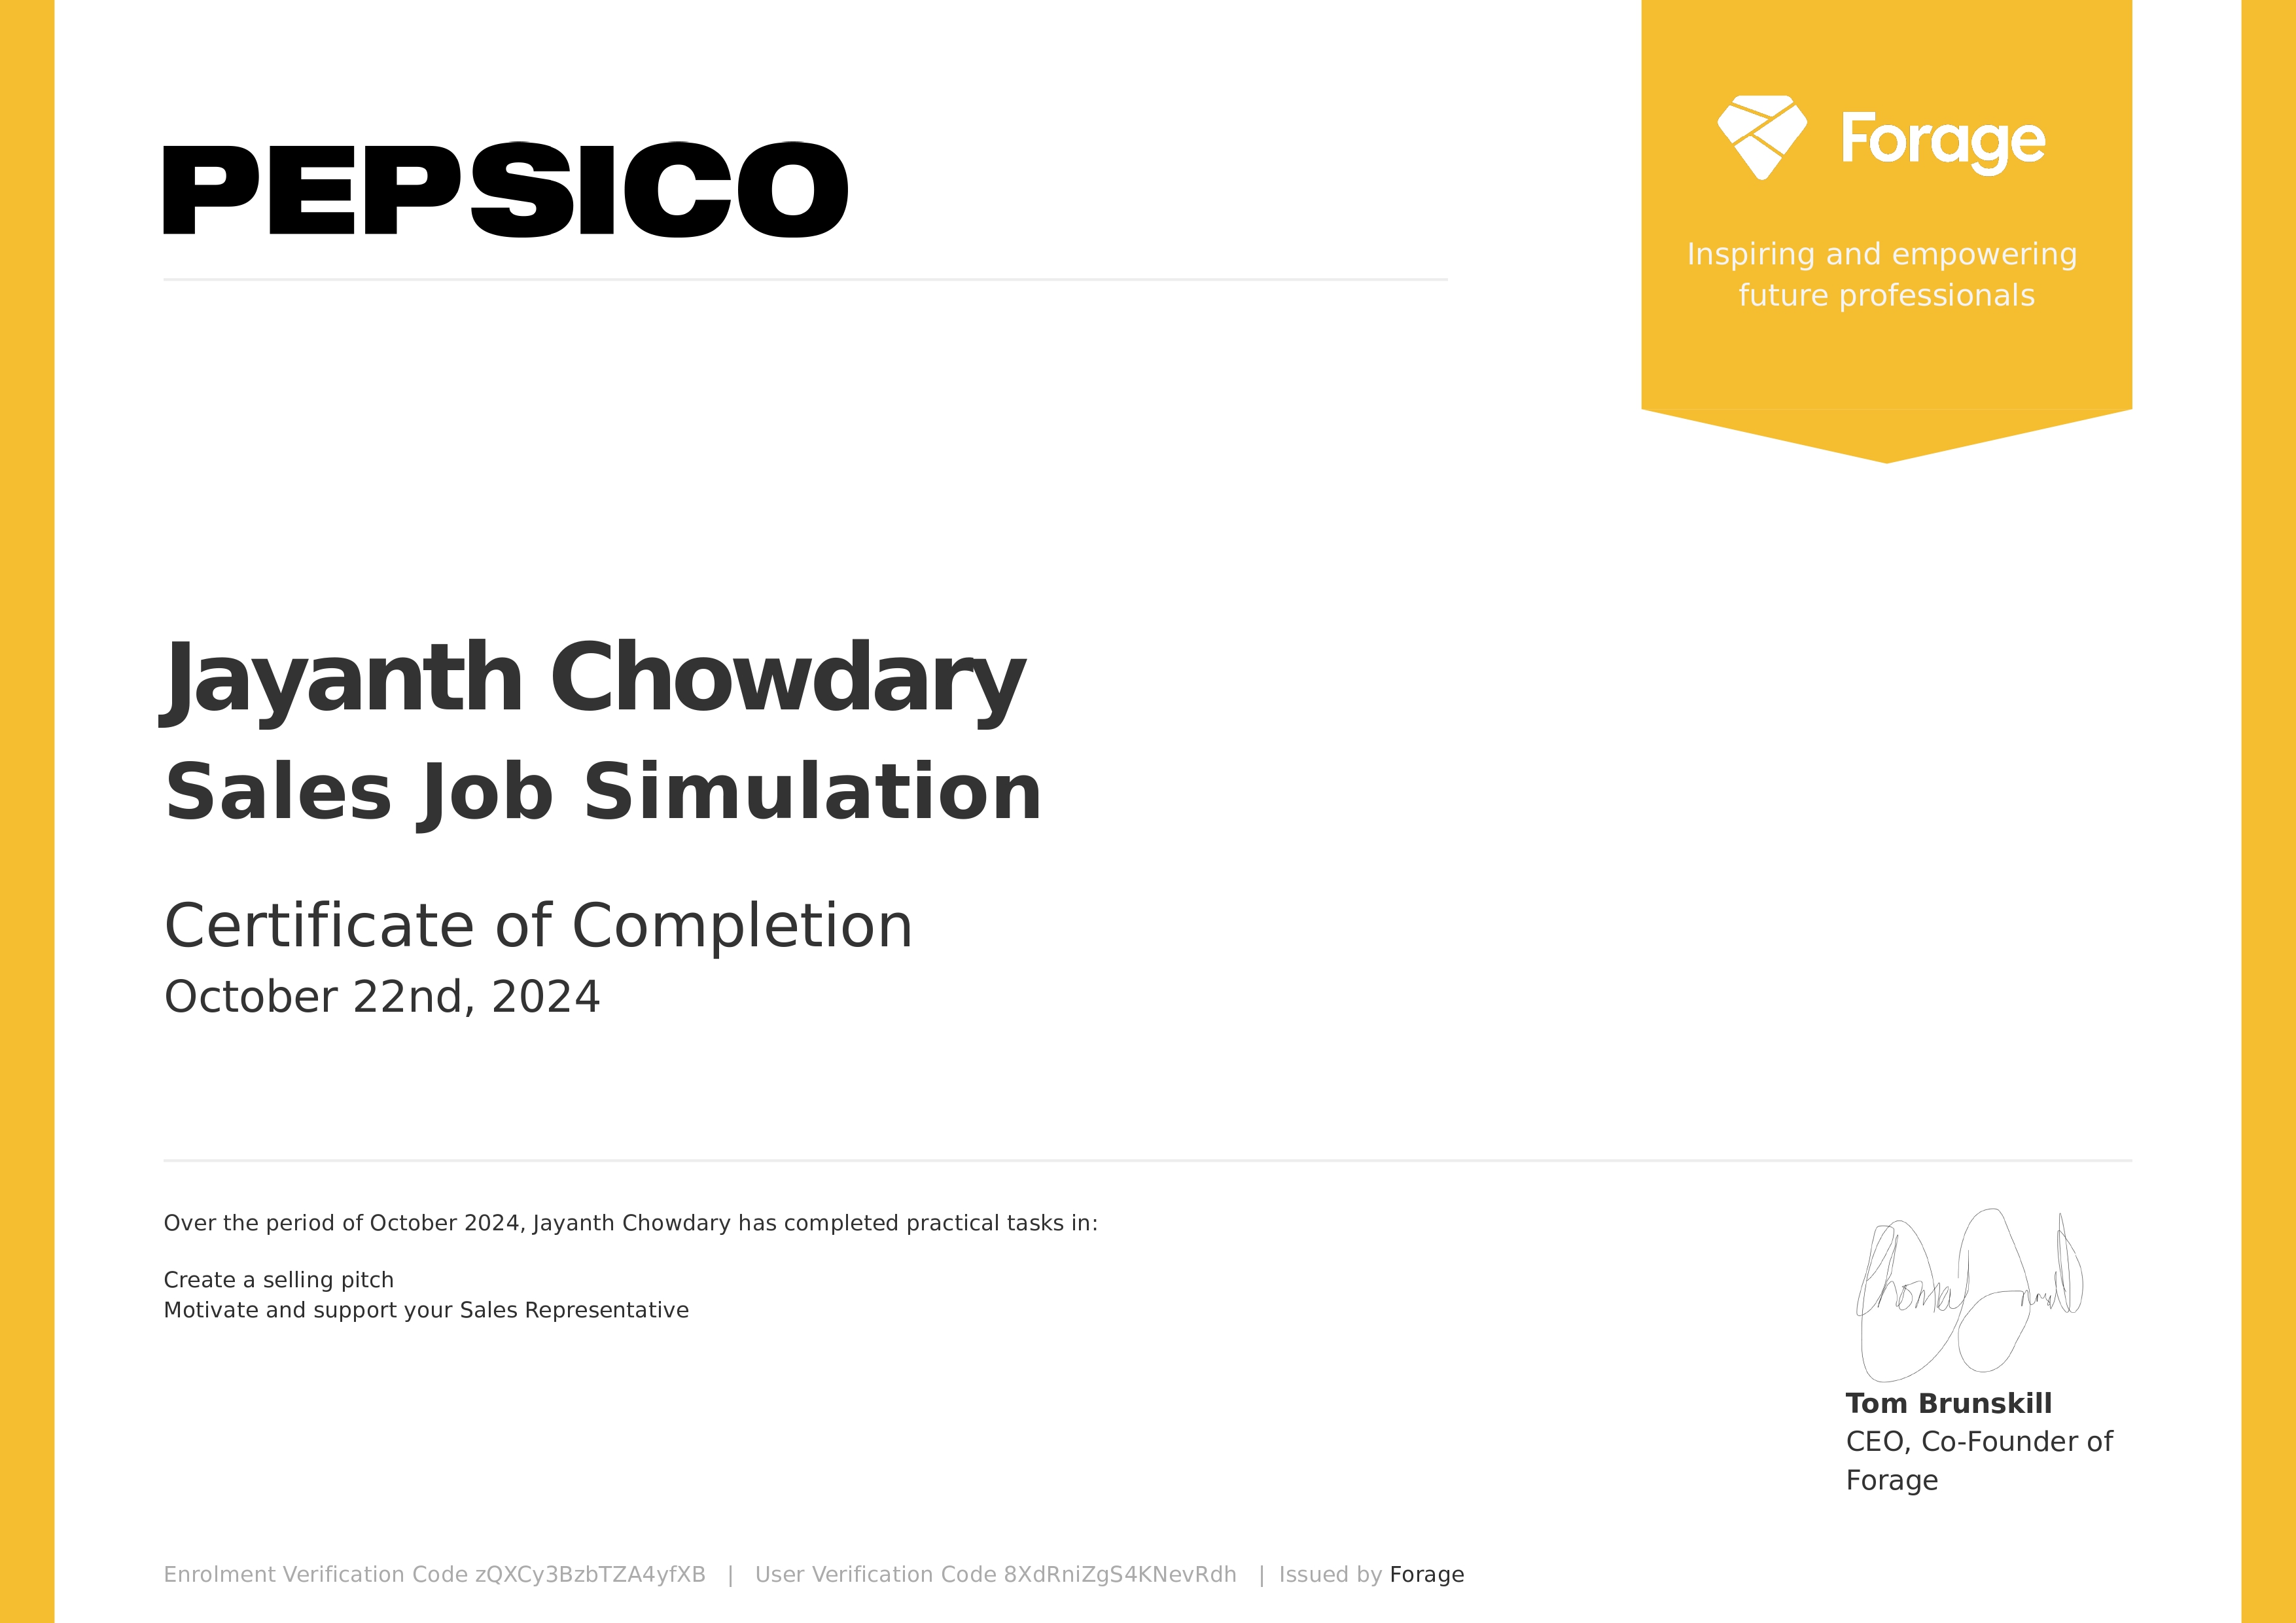 PEPSICO
Forage
Inspiring and empowering
future professionals
Jayanth Chowdary
Sales Job Simulation
Certificate of Completion
October 22nd, 2024
Over the period of October 2024, Jayanth Chowdary has completed practical tasks in:
Create a selling pitch
Motivate and support your Sales Representative
Tom Brunskill
CEO, Co-Founder of
Forage
Enrolment Verification Code zQXCy3BzbTZA4yfXB | User Verification Code 8XdRniZgS4KNevRdh | Issued by Forage